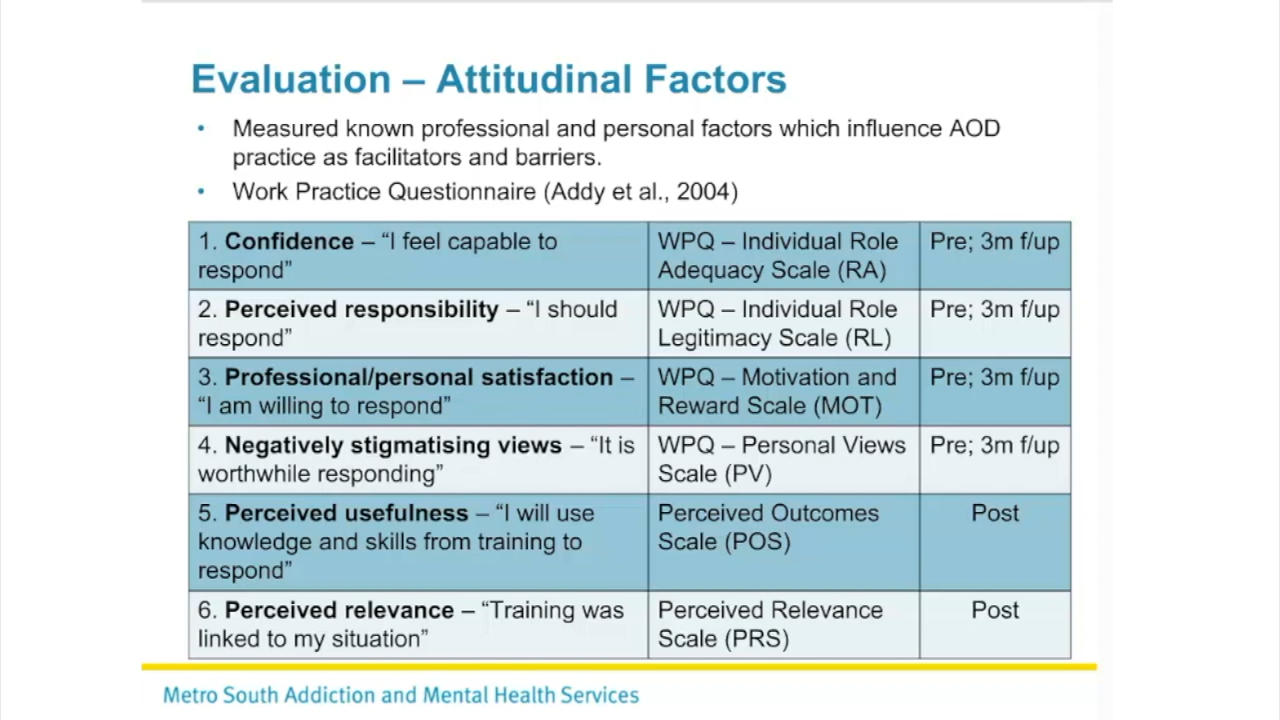 Evaluation – Attitudinal Factors
• Measured known professional and personal factors which influence AOD
practice as facilitators and barriers.
• Work Practice Questionnaire (Addy et al., 2004)
1. Confidence – “I feel capable to
respond”
WPQ – Individual Role
Adequacy Scale (RA)
Pre; 3m f/up
2. Perceived responsibility – “I should
respond”
WPQ – Individual Role
Legitimacy Scale (RL)
Pre; 3m f/up
3. Professional/personal satisfaction –
“I am willing to respond”
WPQ – Motivation and
Reward Scale (MOT)
Pre; 3m f/up
4. Negatively stigmatising views – “It is
worthwhile responding”
WPQ – Personal Views
Scale (PV)
Pre; 3m f/up
5. Perceived usefulness – “I will use
knowledge and skills from training to
respond”
Perceived Outcomes
Scale (POS)
Post
6. Perceived relevance – “Training was
linked to my situation”
Perceived Relevance
Scale (PRS)
Post
Metro South Addiction and Mental Health Services